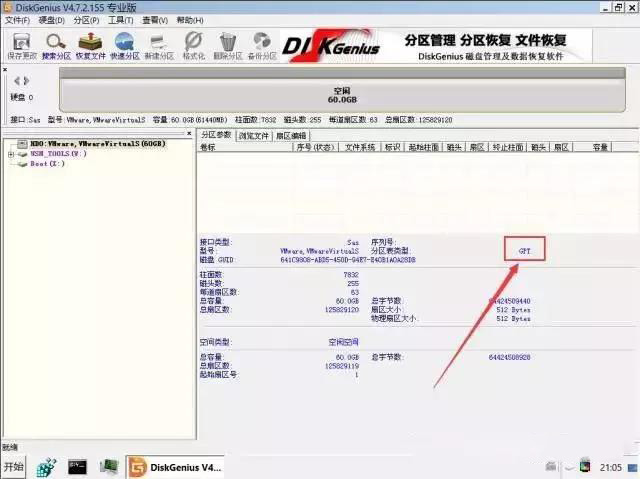 DiskGenius V4.7.2.155 专业版
文件(F) 硬盘(D) 分区(P) 工具(T) 查看(V) 帮助(H)
保存更改 搜索分区 恢复文件 快速分区 新建分区 格式化 删除分区 备份分区
DISKGenius 分区管理 分区恢复 文件恢复
DiskGenius 磁盘管理及数据恢复软件
硬盘 0
空闲
60.0GB
接口:Sas 型号:VMware,VMwareVirtualS 容量:60.0GB(61440MB) 柱面数:7832 磁头数:255 每道扇区数:63 总扇区数:125829120
HD0:VMware,VMwareVirtualS(60GB)
Boot(X:)
分区参数 浏览文件 扇区编辑
卷标 序号(状态) 文件系统 标识 起始柱面 磁头 扇区 终止柱面 磁头 扇区 容量
接口类型: Sas 序列号:
型号: VMware,VMwareVirtualS 分区表类型: GPT
磁盘 GUID:
柱面数: 7832
磁头数: 255
每道扇区数: 63
总容量: 60.0GB 总字节数: 64424509440
总扇区数: 125829120 扇区大小: 512 Bytes
物理扇区大小: 512 Bytes
空间类型: 空闲空间
总容量: 60.0GB 总字节数: 64424508928
总扇区数: 125829119
起始扇区号: 1
就绪
开始 DiskGenius V4... 21:05